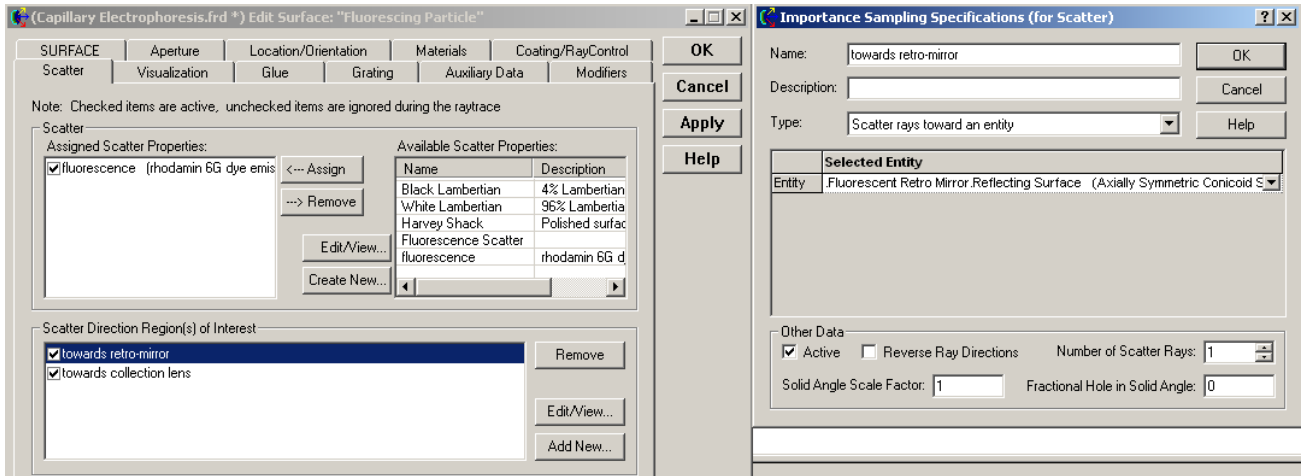 (Capillary Electrophoresis.frd *) Edit Surface: "Fluorescing Particle"
SURFACE Aperture Location/Orientation Materials Coating/RayControl
Scatter Visualization Glue Grating Auxiliary Data Modifiers
OK
Cancel
Apply
Help
Note: Checked items are active, unchecked items are ignored during the raytrace
Scatter
Assigned Scatter Properties:
fluorescence (rhodamin 6G dye emis
<--- Assign
---> Remove
Edit/View...
Create New...
Available Scatter Properties:
Name Description
Black Lambertian 4% Lambertian
White Lambertian 96% Lambertia
Harvey Shack Polished surfac
Fluorescence Scatter
fluorescence rhodamin 6G d
Scatter Direction Region(s) of Interest
towards retro-mirror
towards collection lens
Remove
Edit/View...
Add New...
Importance Sampling Specifications (for Scatter)
Name: towards retro-mirror
Description:
Type: Scatter rays toward an entity
OK
Cancel
Help
Selected Entity
Entity .Fluorescent Retro Mirror.Reflecting Surface (Axially Symmetric Conicoid S
Other Data
Active Reverse Ray Directions Number of Scatter Rays: 1
Solid Angle Scale Factor: 1 Fractional Hole in Solid Angle: 0